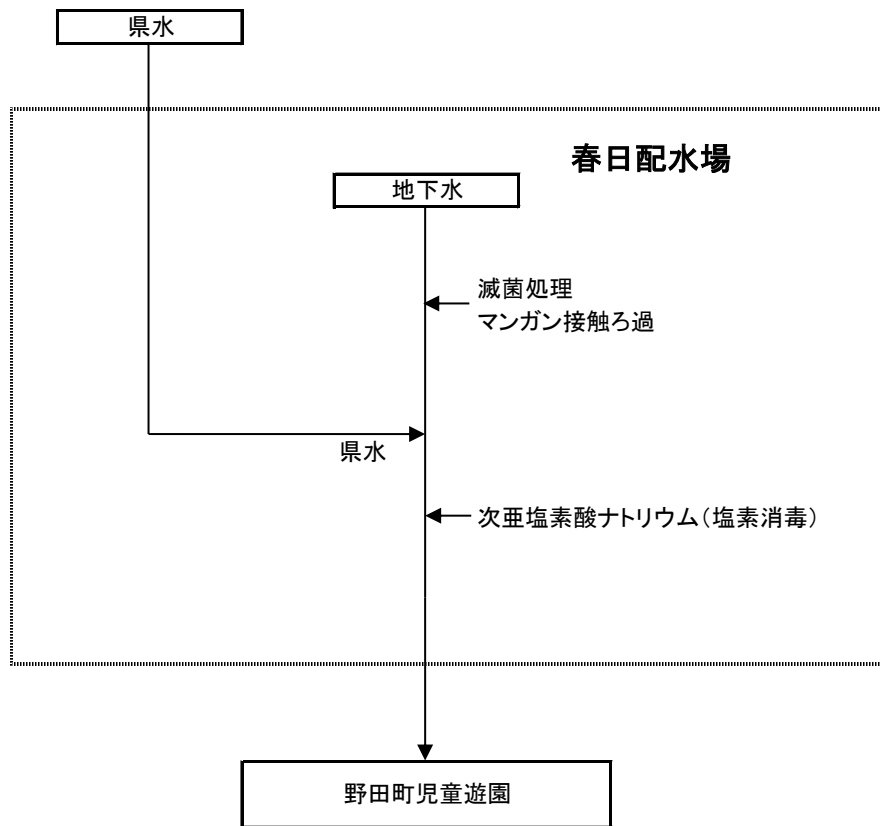 県水
春日配水場
地下水
滅菌処理
マンガン接触ろ過
県水
次亜塩素酸ナトリウム(塩素消毒)
野田町児童遊園